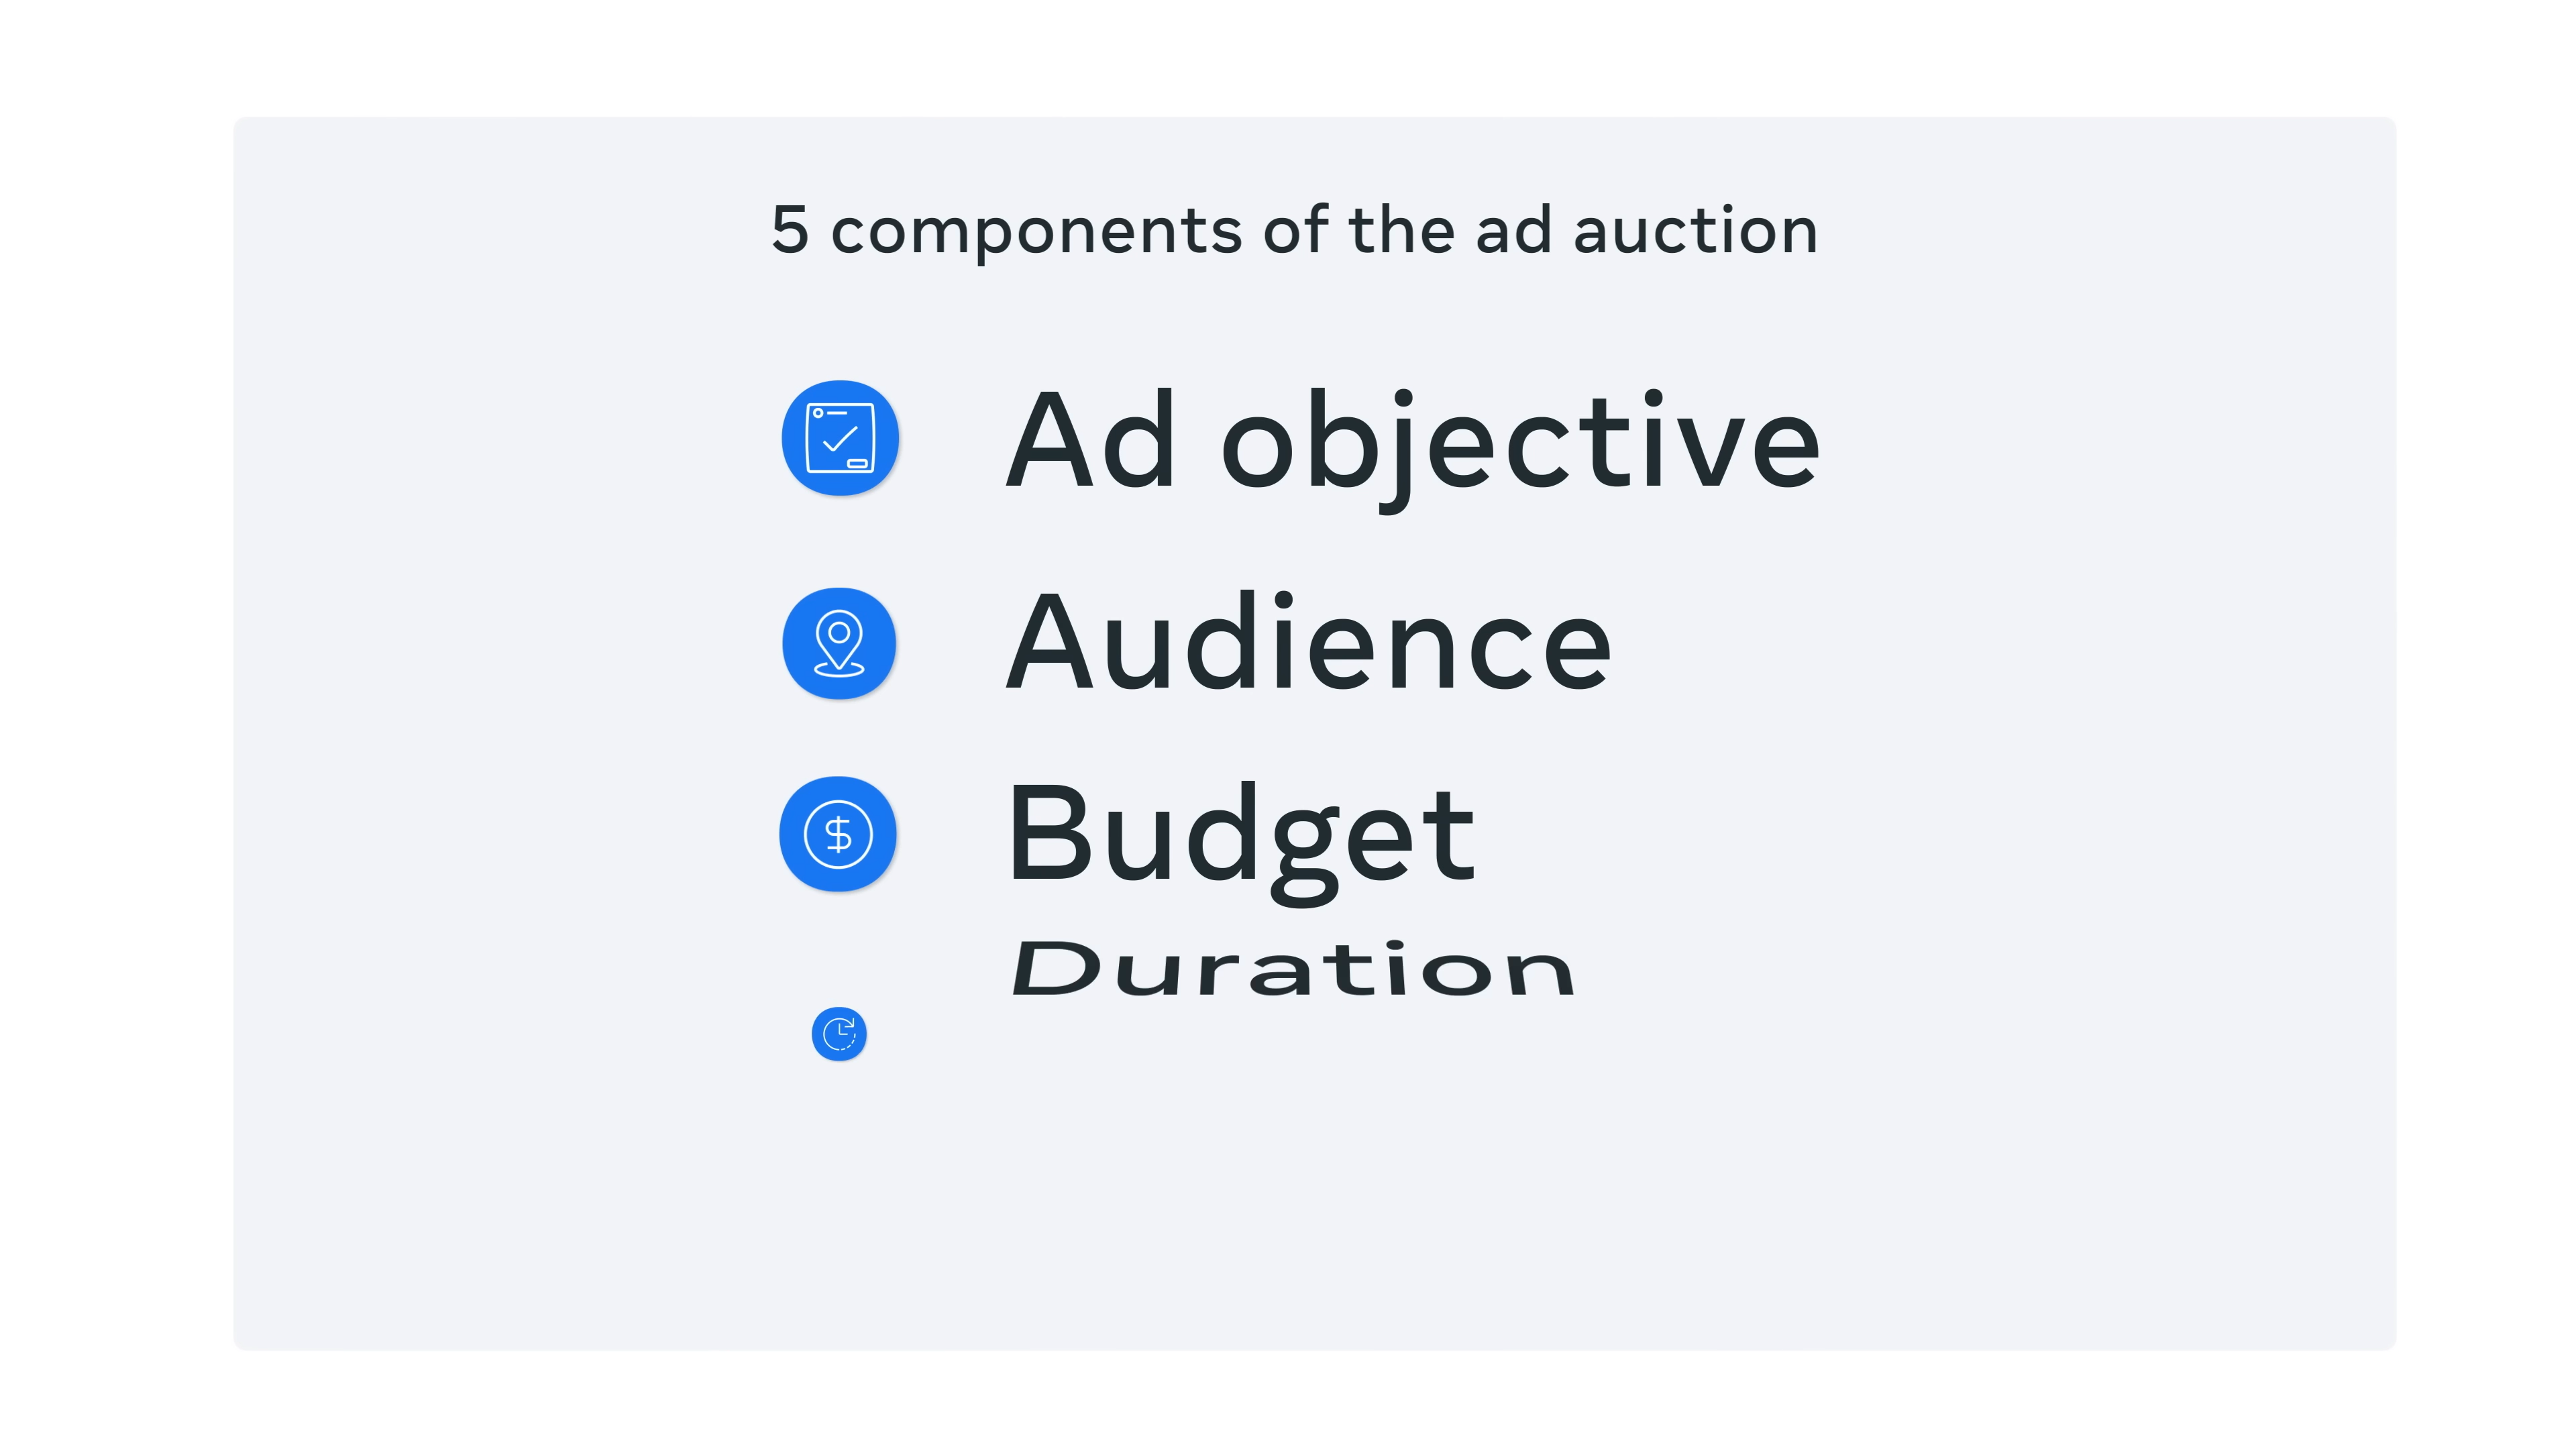 5 components of the ad auction
Ad objective
Audience
Budget
Duration